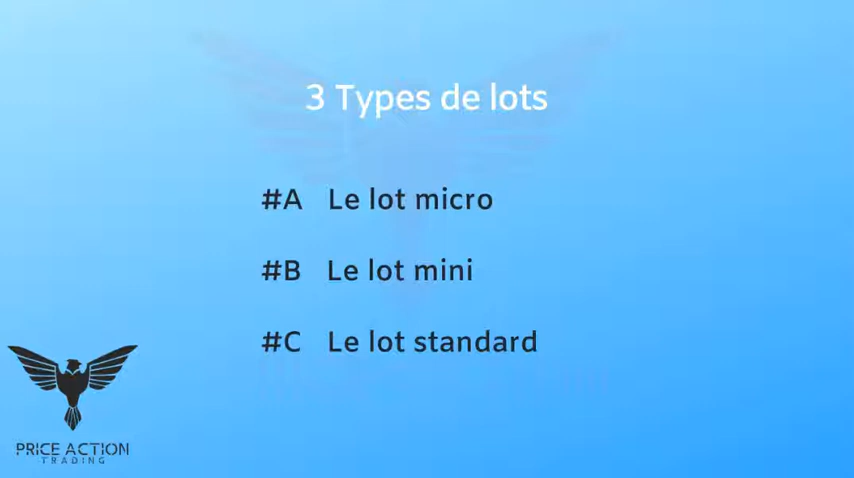 3 Types de lots
#A Le lot micro
#B Le lot mini
#C Le lot standard
PRICE ACTION
TRADING